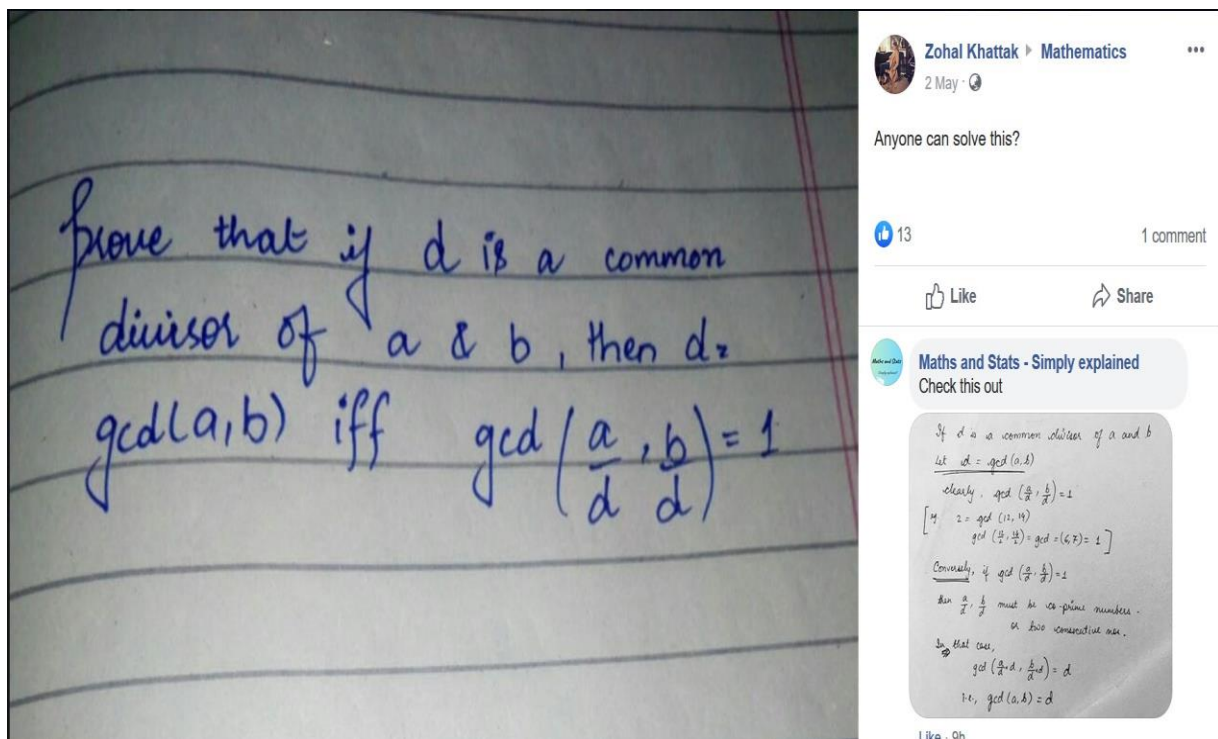 Prove that if d is a common
divisor of a & b, then d=
gcd(a,b) iff gcd(a/d, b/d)=1
Zohal Khattak Mathematics
2 May
Anyone can solve this?
13
1 comment
Like
Share
Maths and Stats - Simply explained
Check this out
If d is a common divisor of a and b
Let d = gcd(a,b)
clearly, gcd(a/d, b/d)=1
2 = gcd (12, 14)
gcd (12/2, 14/2) = gcd = (6,7) = 1 ]
Conversely, if gcd(a/d, b/d)=1
then a/d, b/d must be co-prime numbers.
or two consecutive nos.
In that case,
gcd(a/d·d, b/d·d) = d
i.e., gcd(a,b) = d
Like · 9h